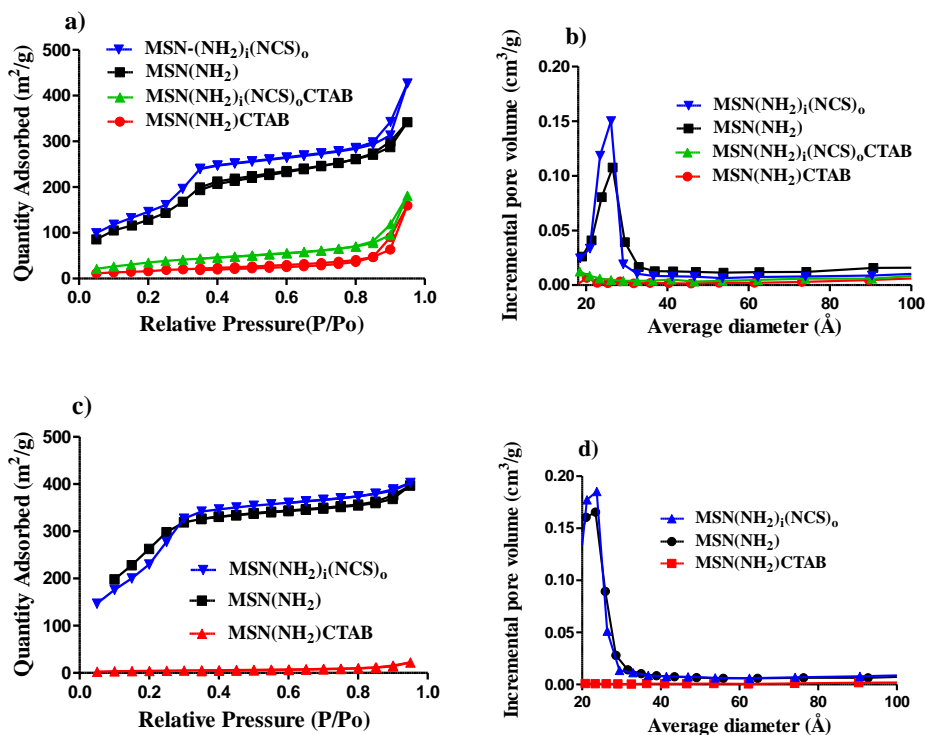 a)
Quantity Adsorbed (m²/g)
500
400
300
200
100
0
0.0 0.2 0.4 0.6 0.8 1.0
Relative Pressure(P/Po)
MSN-(NH₂)ᵢ(NCS)ₒ
MSN(NH₂)
MSN(NH₂)ᵢ(NCS)ₒCTAB
MSN(NH₂)CTAB
b)
Incremental pore volume (cm³/g)
0.20
0.15
0.10
0.05
0.00
20 40 60 80 100
Average diameter (Å)
MSN(NH₂)ᵢ(NCS)ₒ
MSN(NH₂)
MSN(NH₂)ᵢ(NCS)ₒCTAB
MSN(NH₂)CTAB
c)
Quantity Adsorbed (m²/g)
500
400
300
200
100
0
0.0 0.2 0.4 0.6 0.8 1.0
Relative Pressure (P/Po)
MSN(NH₂)ᵢ(NCS)ₒ
MSN(NH₂)
MSN(NH₂)CTAB
d)
Incremental pore volume (cm³/g)
0.20
0.15
0.10
0.05
0.00
20 40 60 80 100
Average diameter (Å)
MSN(NH₂)ᵢ(NCS)ₒ
MSN(NH₂)
MSN(NH₂)CTAB